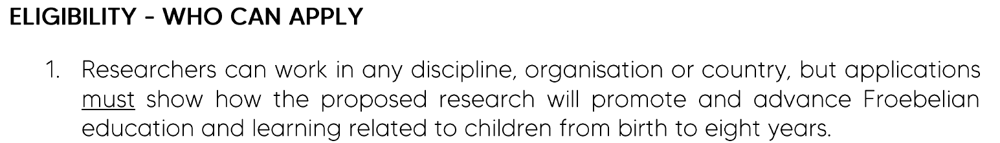 ELIGIBILITY - WHO CAN APPLY
1. Researchers can work in any discipline, organisation or country, but applications
must show how the proposed research will promote and advance Froebelian
education and learning related to children from birth to eight years.